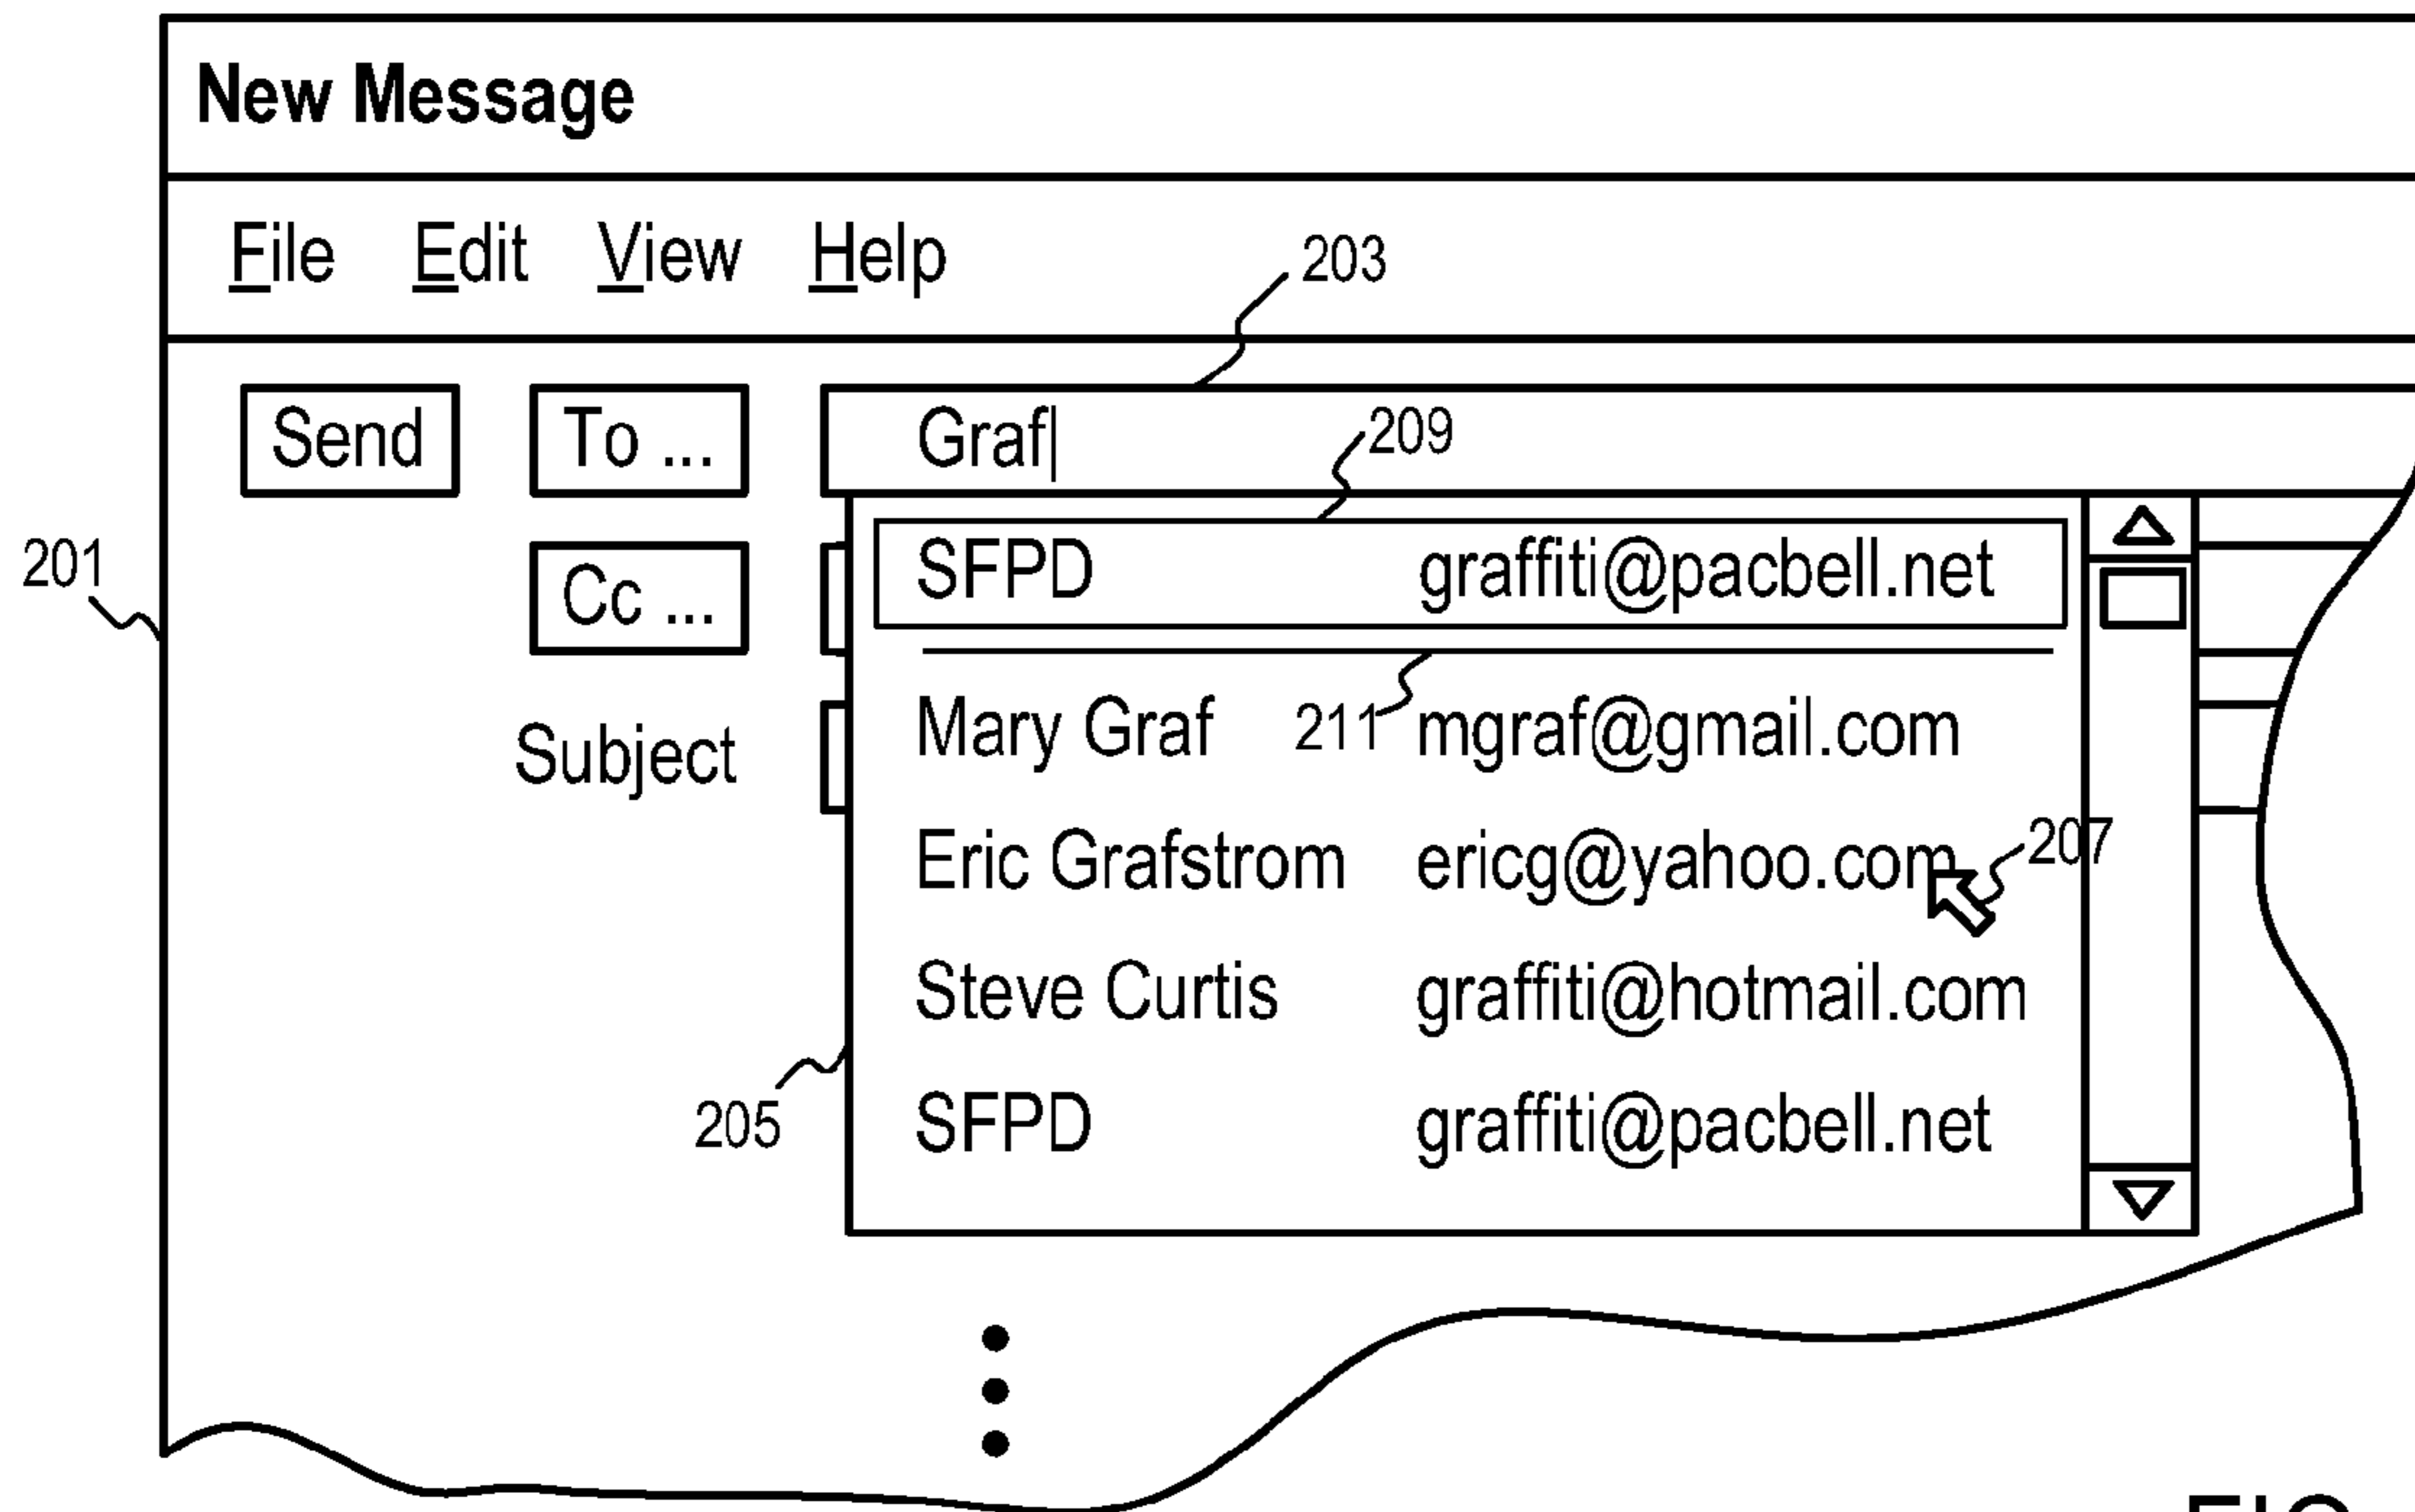 New Message
File Edit View Help
203
Send To ... Graf
209
SFPD graffiti@pacbell.net
201
Cc ...
Subject
Mary Graf 211 mgraf@gmail.com
Eric Grafstrom ericg@yahoo.com 207
Steve Curtis graffiti@hotmail.com
205
SFPD graffiti@pacbell.net